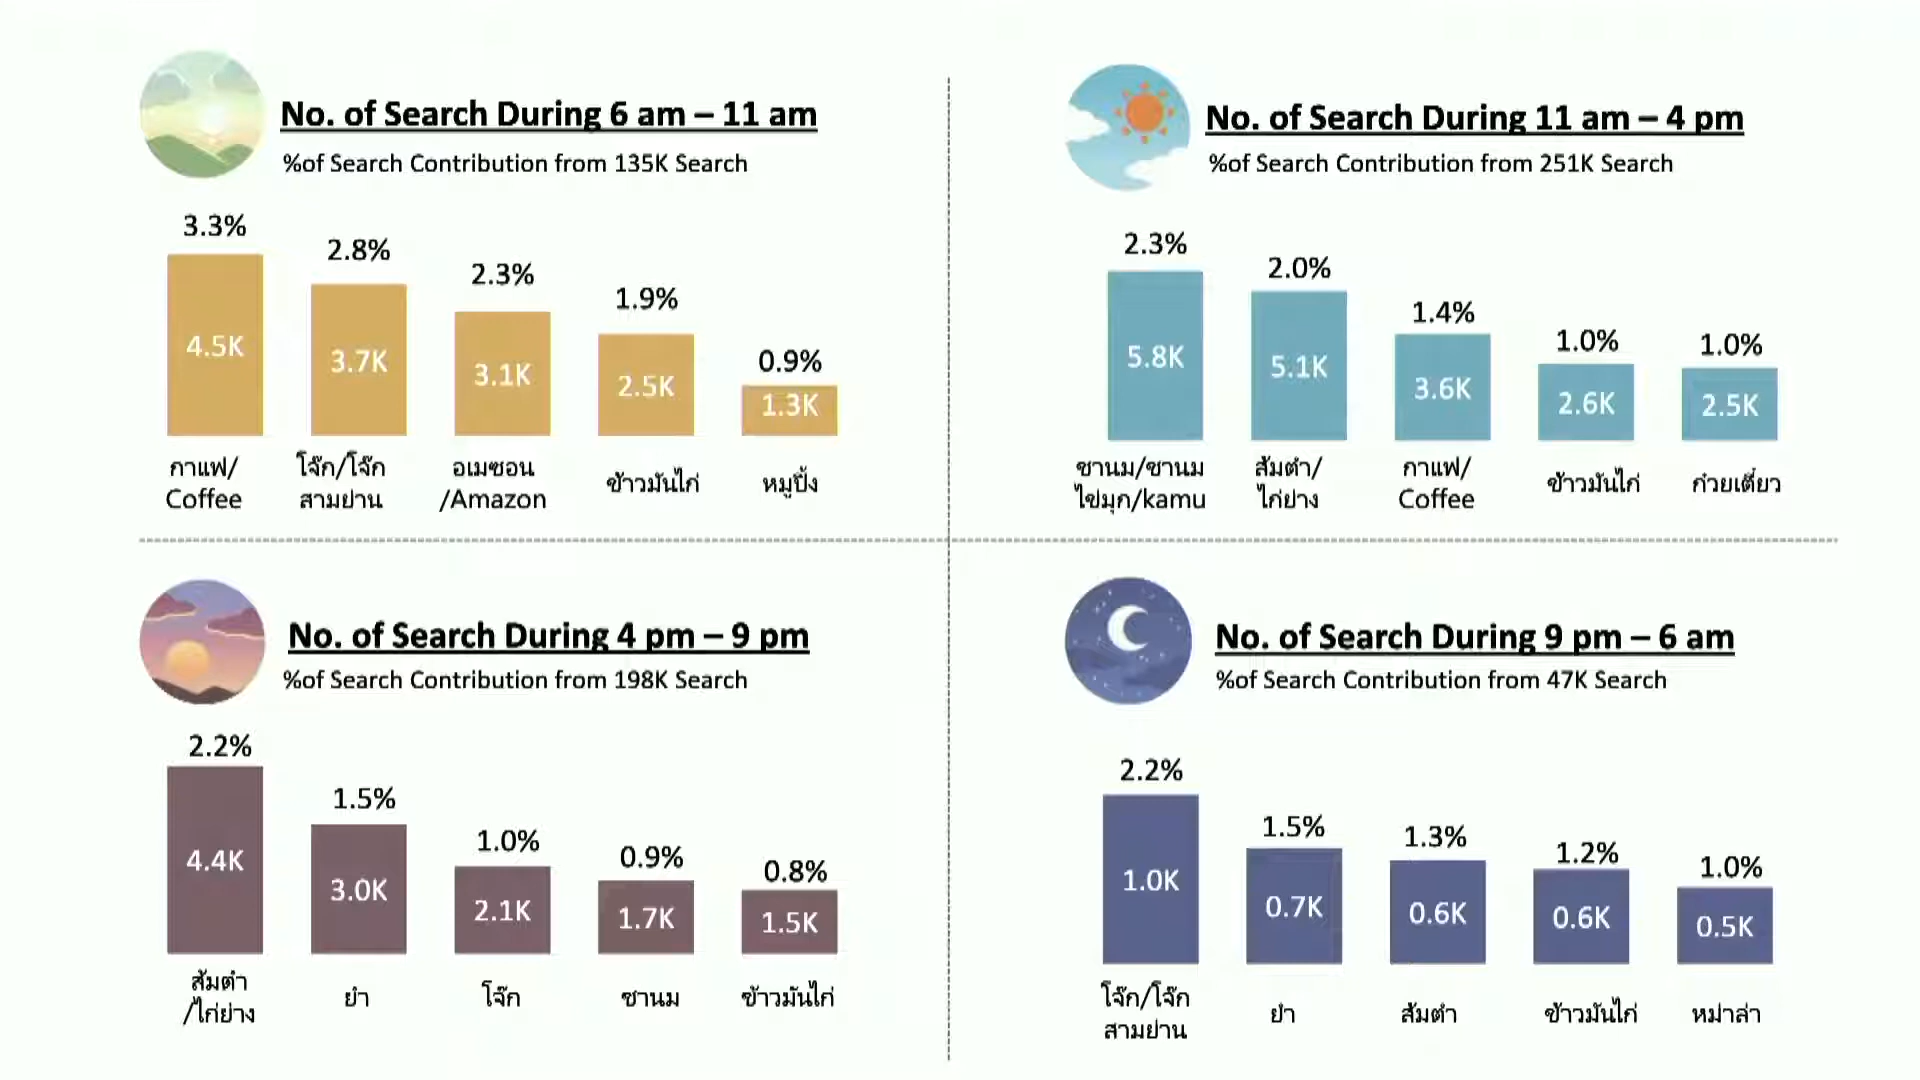 No. of Search During 6 am – 11 am
%of Search Contribution from 135K Search
3.3%
2.8%
2.3%
1.9%
0.9%
4.5K
3.7K
3.1K
2.5K
1.3K
กาแฟ/
Coffee
โจ๊ก/โจ๊ก
สามย่าน
อเมซอน
/Amazon
ข้าวมันไก่
หมูปิ้ง
No. of Search During 11 am – 4 pm
%of Search Contribution from 251K Search
2.3%
2.0%
1.4%
1.0%
1.0%
5.8K
5.1K
3.6K
2.6K
2.5K
ชานม/ชานม
ไข่มุก/kamu
ส้มตำ/
ไก่ย่าง
กาแฟ/
Coffee
ข้าวมันไก่
ก๋วยเตี๋ยว
No. of Search During 4 pm – 9 pm
%of Search Contribution from 198K Search
2.2%
1.5%
1.0%
0.9%
0.8%
4.4K
3.0K
2.1K
1.7K
1.5K
ส้มตำ
/ไก่ย่าง
ยำ
โจ๊ก
ชานม
ข้าวมันไก่
No. of Search During 9 pm – 6 am
%of Search Contribution from 47K Search
2.2%
1.5%
1.3%
1.2%
1.0%
1.0K
0.7K
0.6K
0.6K
0.5K
โจ๊ก/โจ๊ก
สามย่าน
ยำ
ส้มตำ
ข้าวมันไก่
หม่าล่า